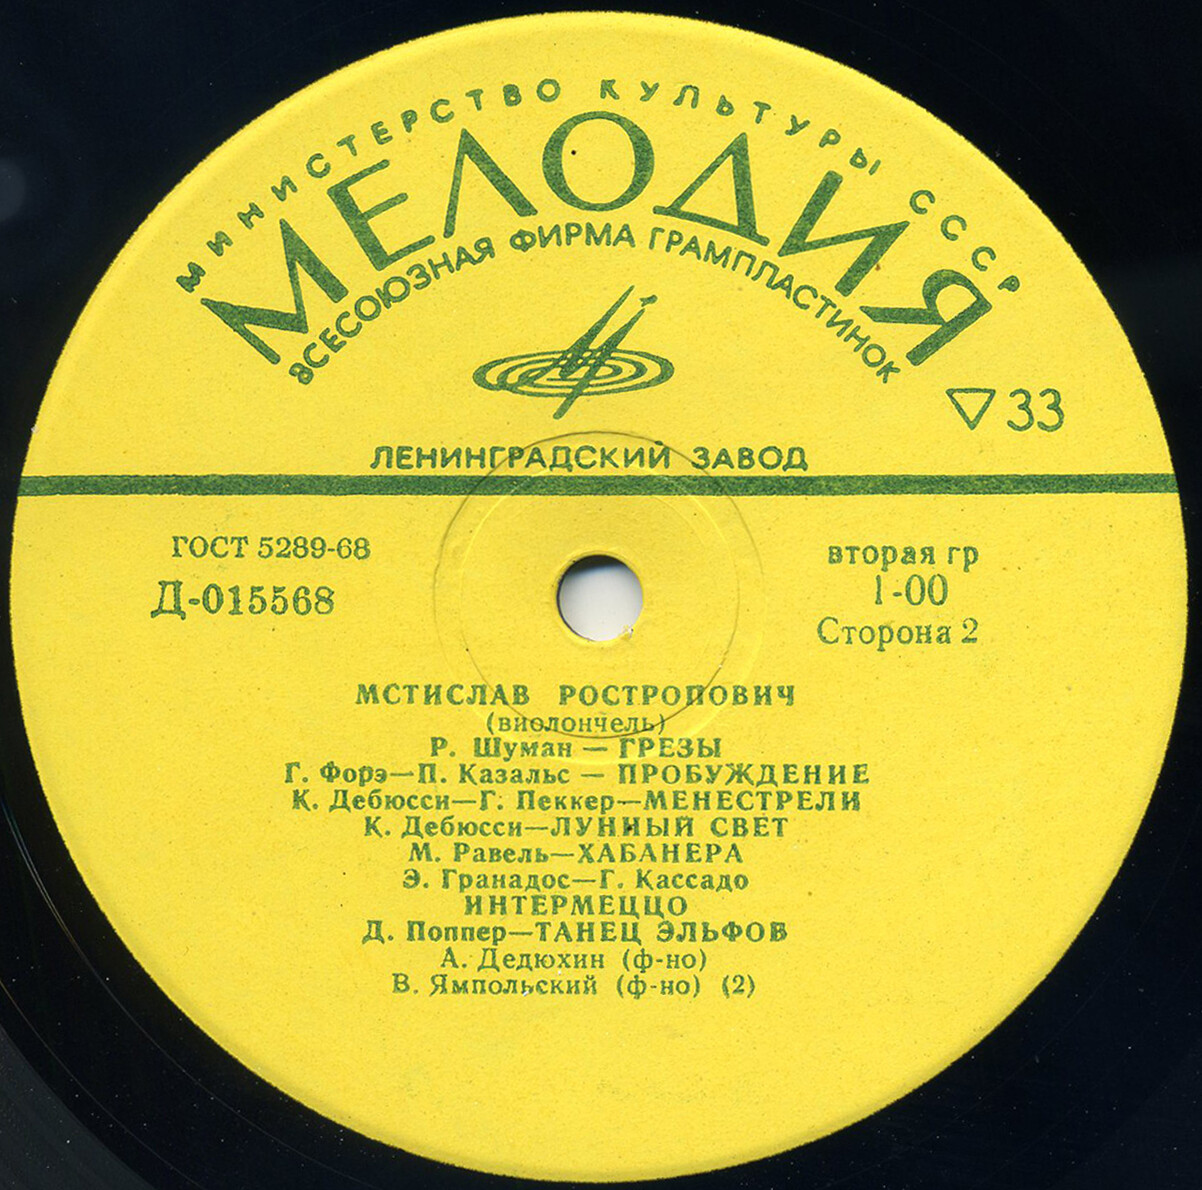 МИНИСТЕРСТВО КУЛЬТУРЫ СССР
МЕЛОДИЯ
ВСЕСОЮЗНАЯ ФИРМА ГРАМПЛАСТИНОК
33
ЛЕНИНГРАДСКИЙ ЗАВОД
ГОСТ 5289-68
Д-015568
вторая гр
1-00
Сторона 2
МСТИСЛАВ РОСТРОПОВИЧ
(виолончель)
Р. Шуман — ГРЕЗЫ
Г. Форэ—П. Казальс — ПРОБУЖДЕНИЕ
К. Дебюсси—Г. Пеккер—МЕНЕСТРЕЛИ
К. Дебюсси—ЛУННЫЙ СВЕТ
М. Равель—ХАБАНЕРА
Э. Гранадос—Г. Кассадо
ИНТЕРМЕЦЦО
Д. Поппер—ТАНЕЦ ЭЛЬФОВ
А. Дедюхин (ф-но)
В. Ямпольский (ф-но) (2)